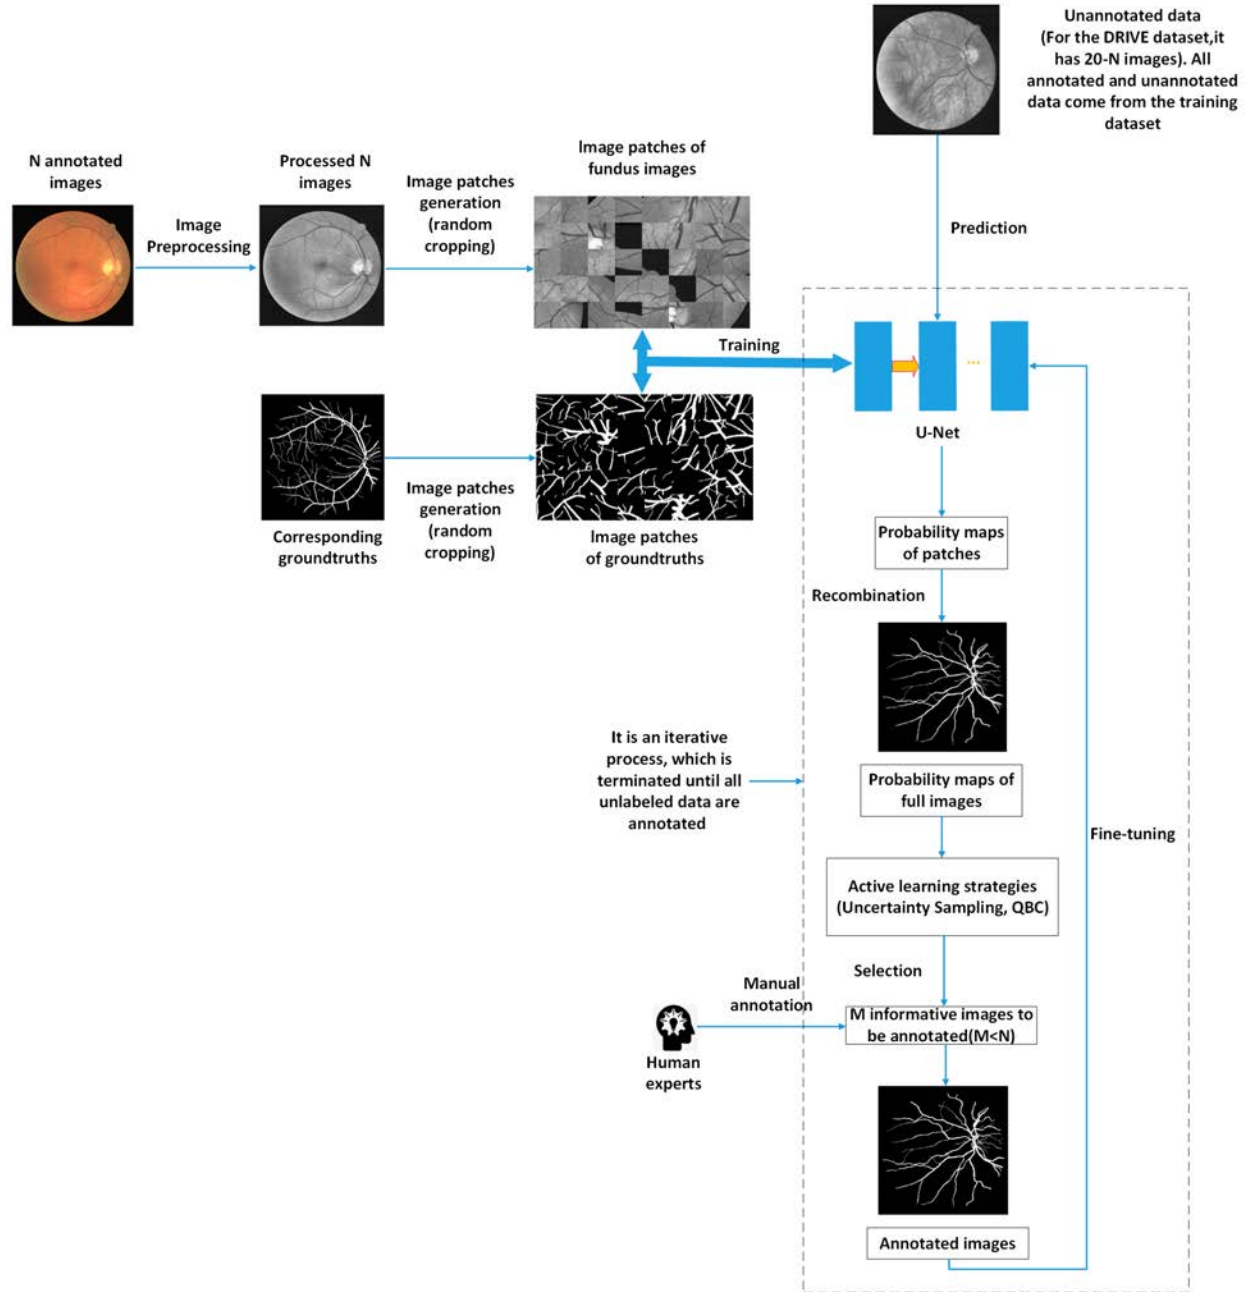 Unannotated data
(For the DRIVE dataset,it
has 20-N images). All
annotated and unannotated
data come from the training
dataset
N annotated
images
Image
Preprocessing
Processed N
images
Image patches
generation
(random
cropping)
Image patches of
fundus images
Prediction
Training
U-Net
Corresponding
groundtruths
Image patches
generation
(random
cropping)
Image patches
of groundtruths
Probability maps
of patches
Recombination
It is an iterative
process, which is
terminated until all
unlabeled data are
annotated
Probability maps of
full images
Fine-tuning
Active learning strategies
(Uncertainty Sampling, QBC)
Selection
Manual
annotation
Human
experts
M informative images to
be annotated(M<N)
Annotated images